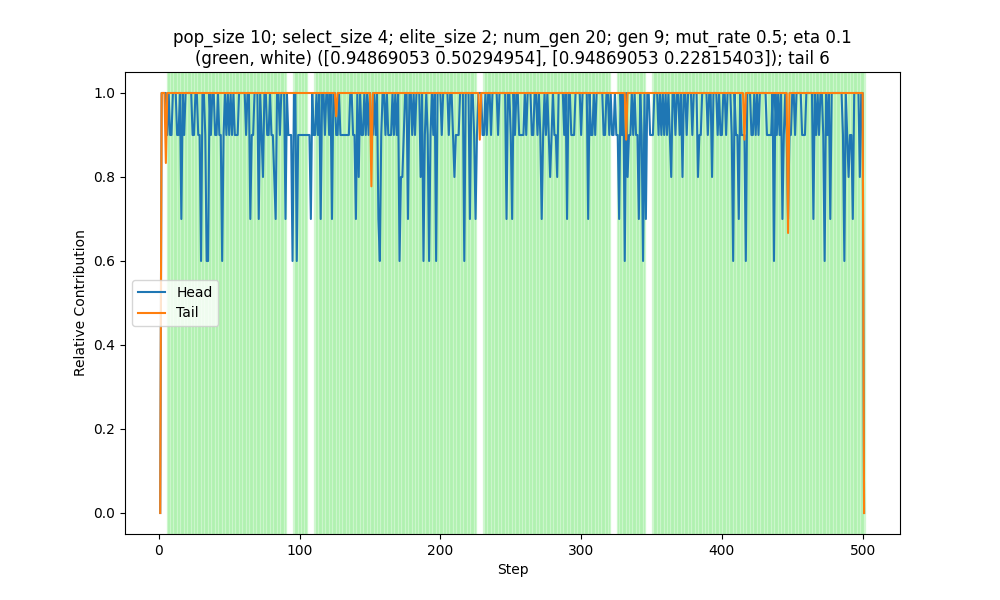 pop_size 10; select_size 4; elite_size 2; num_gen 20; gen 9; mut_rate 0.5; eta 0.1
(green, white) ([0.94869053 0.50294954], [0.94869053 0.22815403]); tail 6
1.0
0.8
0.6
0.4
0.2
0.0
Relative Contribution
Head
Tail
0
100
200
300
400
500
Step